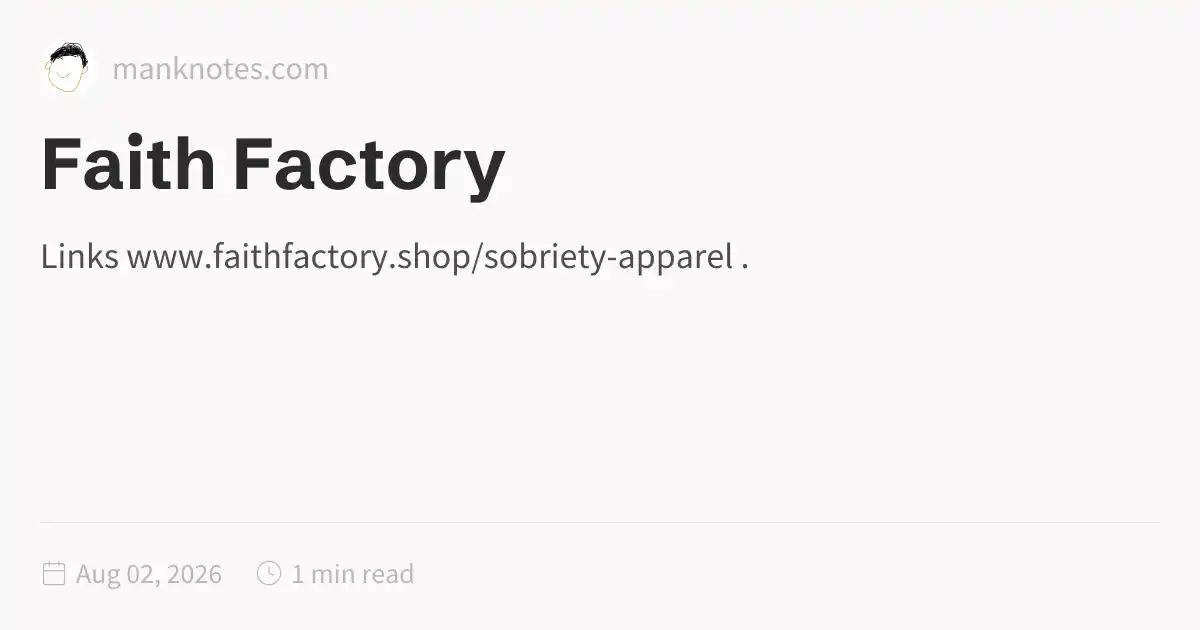 manknotes.com
Faith Factory
Links www.faithfactory.shop/sobriety-apparel .
Aug 02, 2026 1 min read